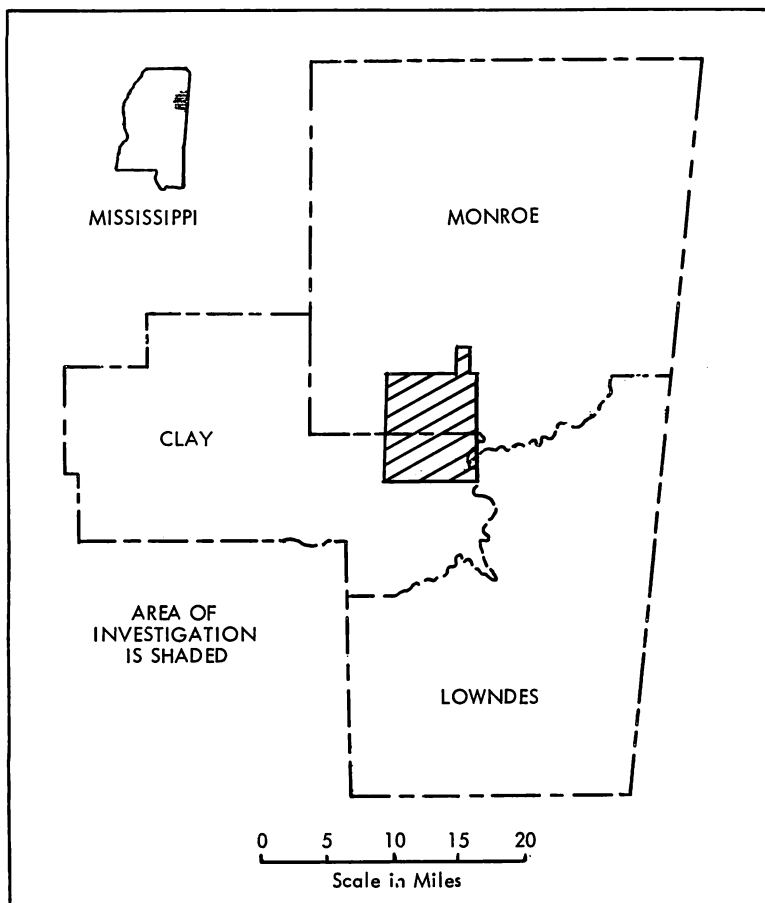 MISSISSIPPI
MONROE
CLAY
AREA OF
INVESTIGATION
IS SHADED
LOWNDES
0 5 10 15 20
Scale in Miles